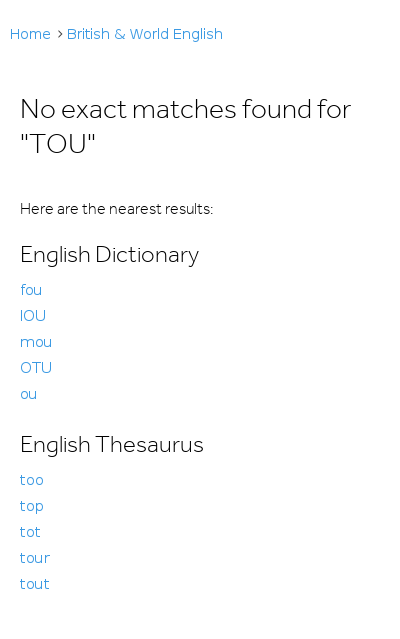 Home > British & World English
No exact matches found for
"TOU"
Here are the nearest results:
English Dictionary
fou
IOU
mou
OTU
ou
English Thesaurus
too
top
tot
tour
tout